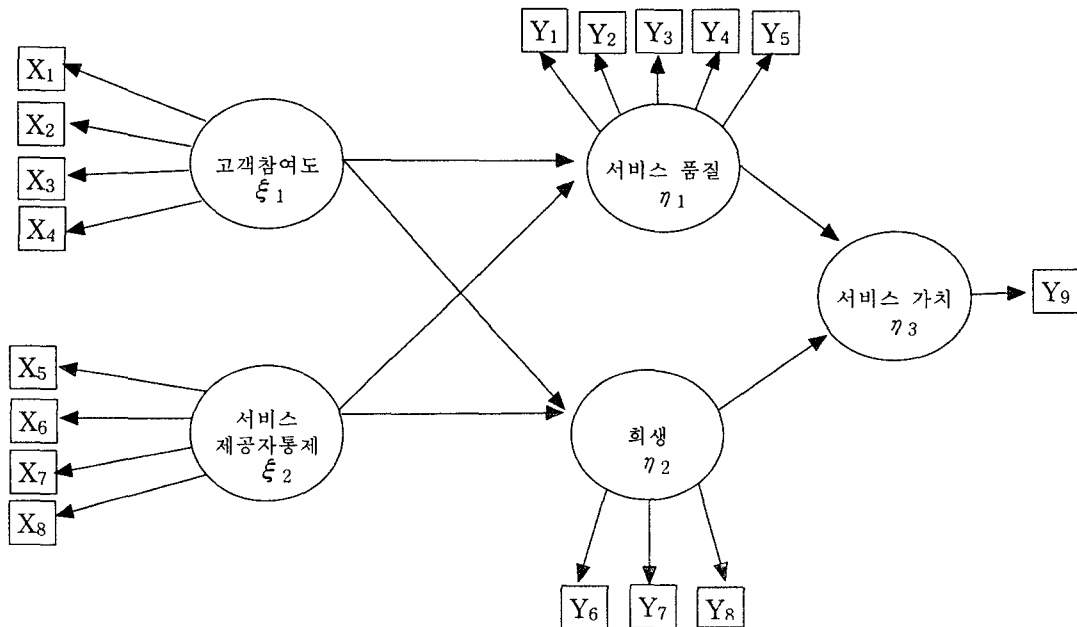 X₁
X₂
X₃
X₄
고객참여도
ξ₁
Y₁ Y₂ Y₃ Y₄ Y₅
서비스 품질
η₁
서비스 가치
η₃
Y₉
X₅
X₆
X₇
X₈
서비스
제공자통제
ξ₂
희생
η₂
Y₆ Y₇ Y₈